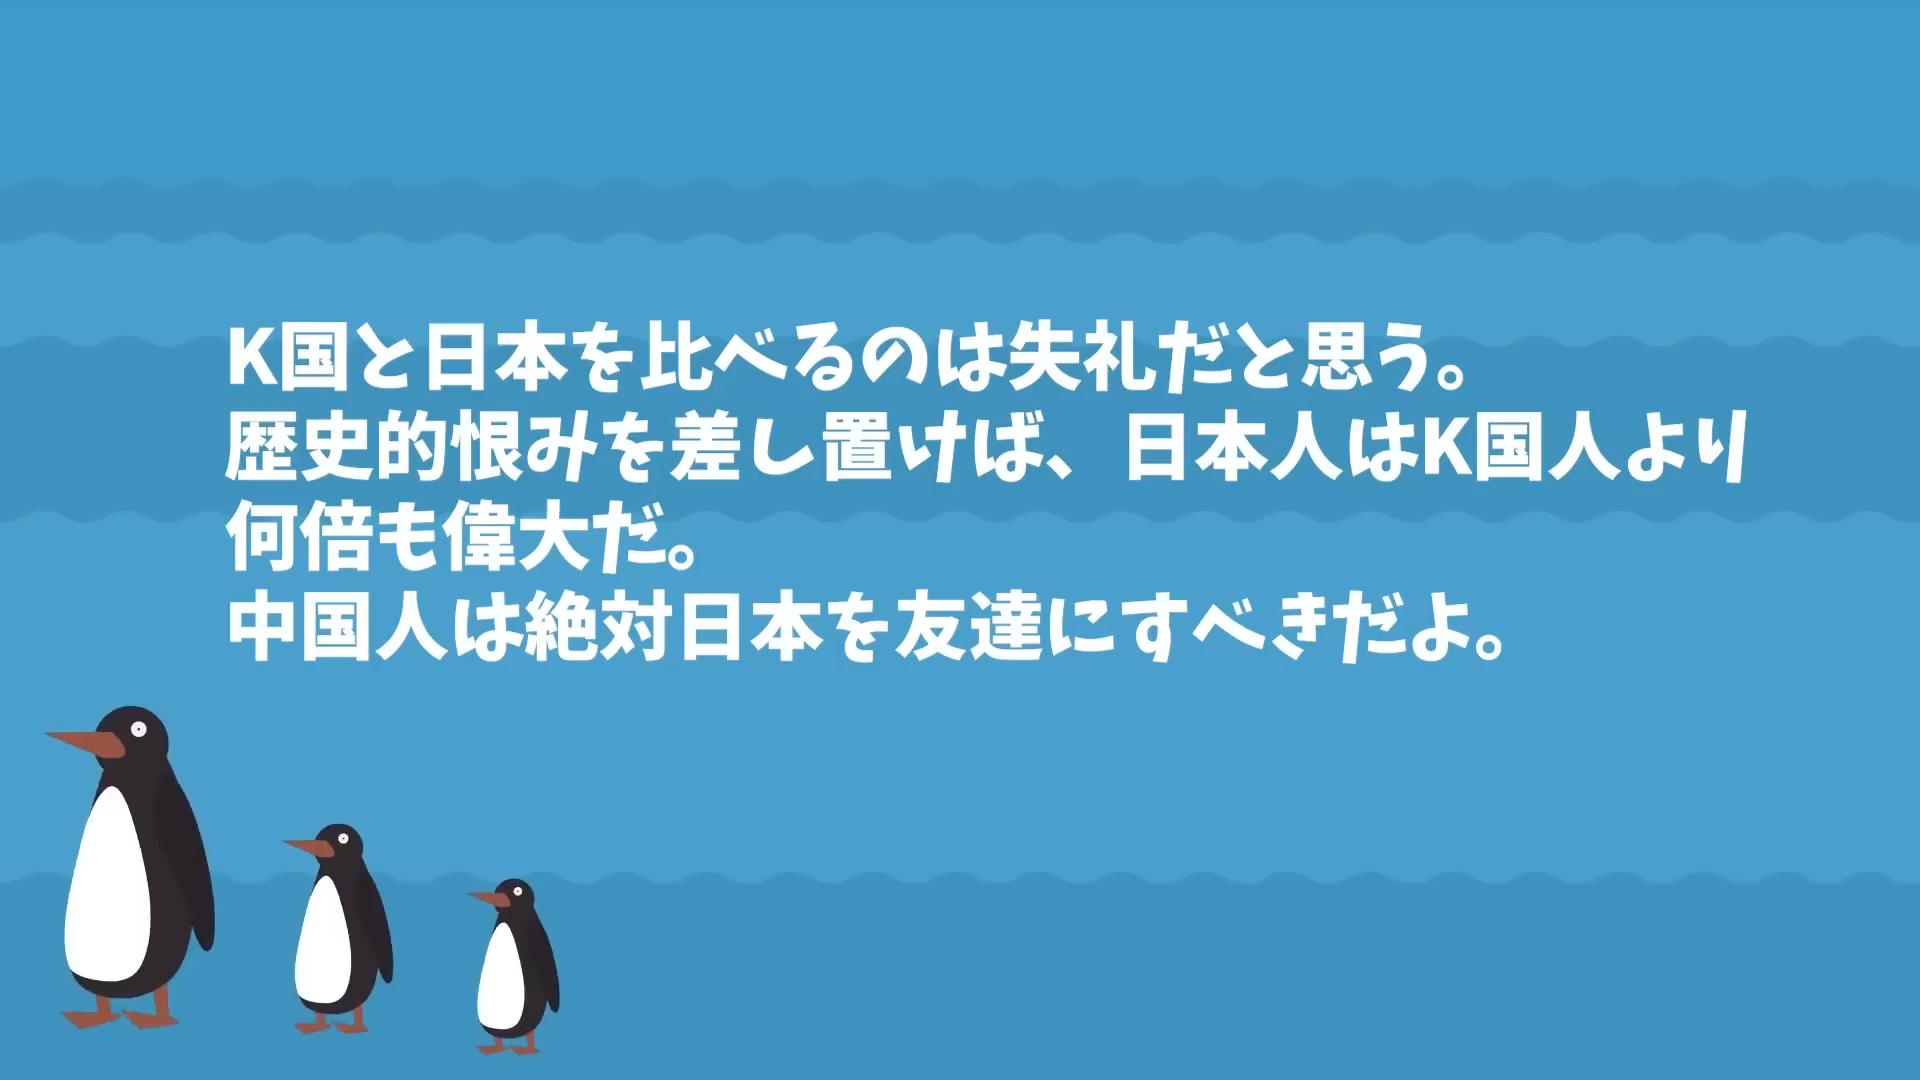 K国と日本を比べるのは失礼だと思う。
歴史的恨みを差し置けば、日本人はK国人より
何倍も偉大だ。
中国人は絶対日本を友達にすべきだよ。